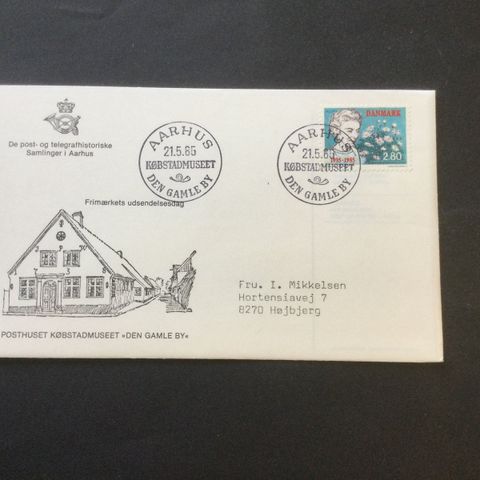 De post- og telegrafhistoriske
Samlinger i Aarhus
AARHUS
21.5.85
KØBSTADMUSEET
DEN GAMLE BY
Frimærkets udsendelsesdag
AARHUS
21.5.85
KØBSTADMUSEET
DEN GAMLE BY
DANMARK
1935-1985
2.80
Fru. I. Mikkelsen
Hortensiavej 7
8270 Højbjerg
POSTHUSET KØBSTADMUSEET »DEN GAMLE BY«